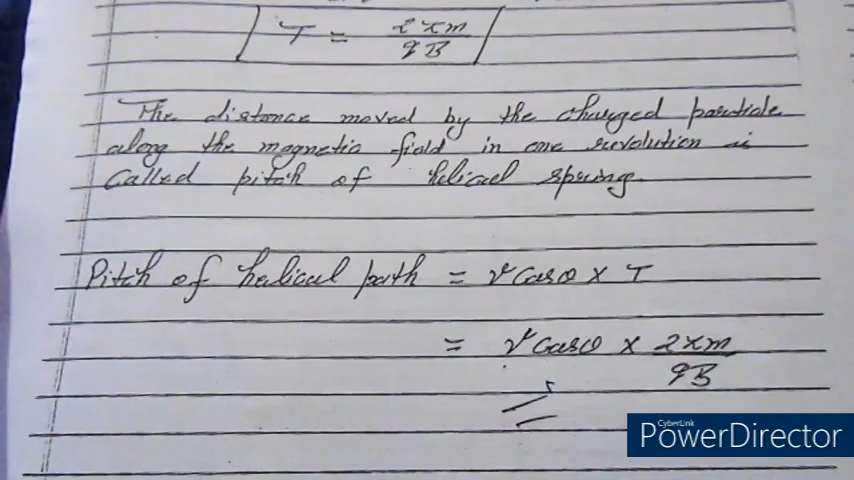 T = 2πm / qB
The distance moved by the charged particle
along the magnetic field in one revolution is
called pitch of helical spring.
Pitch of helical path = v Cosθ × T
= v Cosθ × 2πm / qB
CyberLink
PowerDirector